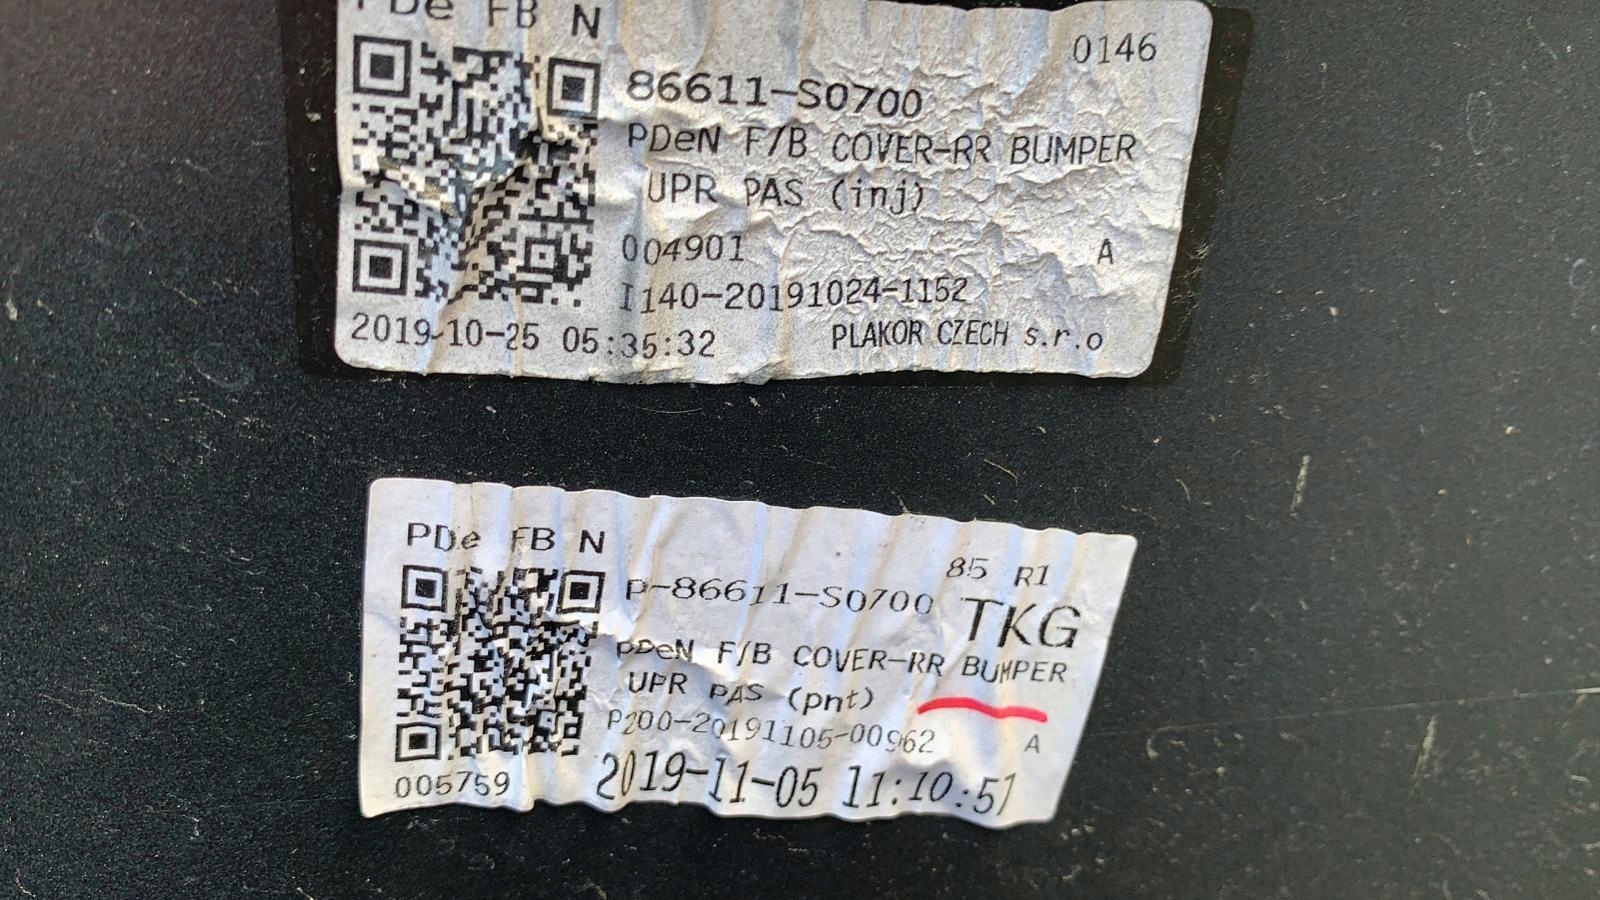 PDe FB N
0146
86611-S0700
PDeN F/B COVER-RR BUMPER
UPR PAS (inj)
004901 A
I140-20191024-1152
2019-10-25 05:35:32 PLAKOR CZECH s.r.o
PDe FB N
85 R1
P-86611-S0700 TKG
PDeN F/B COVER-RR BUMPER
UPR PAS (pnt)
P200-20191105-00962 A
005759 2019-11-05 11:10:57